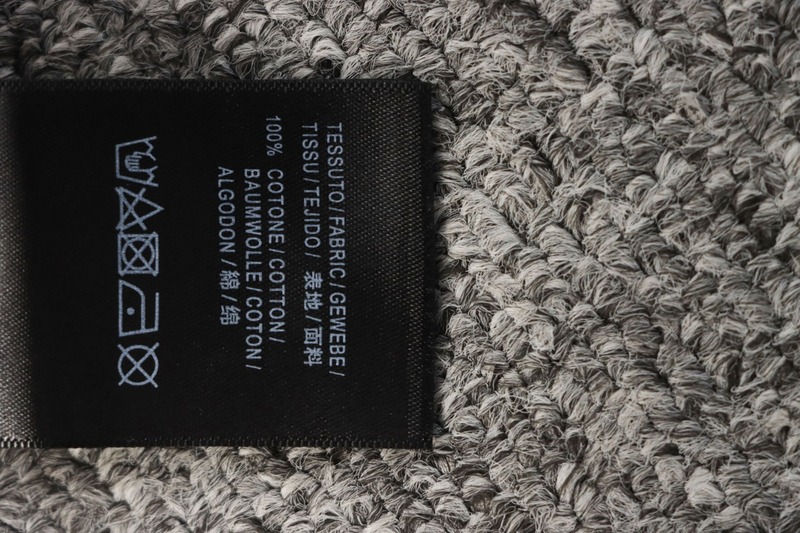 TESSUTO / FABRIC / GEWEBE /
TISSU / TEJIDO / 表地 / 面料
100% COTONE / COTTON /
BAUMWOLLE / COTON /
ALGODON / 綿 / 绵